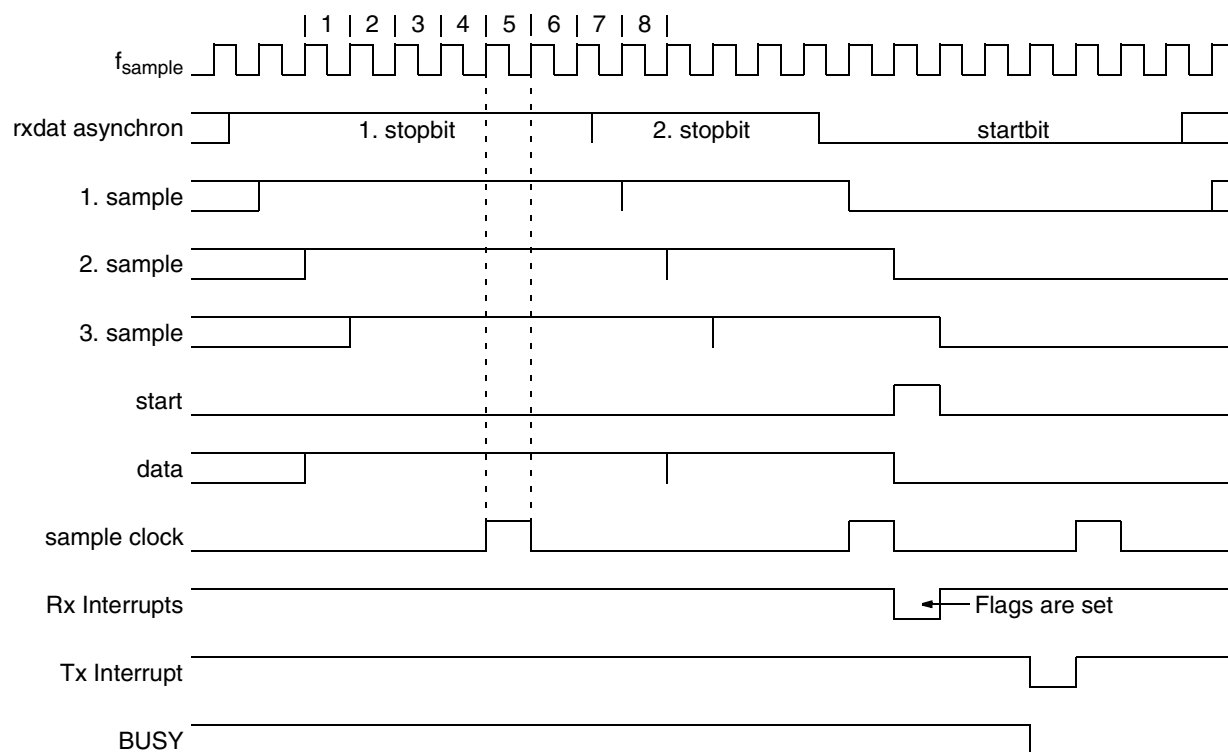 1 2 3 4 5 6 7 8
fsample
rxdat asynchron 1. stopbit 2. stopbit startbit
1. sample
2. sample
3. sample
start
data
sample clock
Rx Interrupts Flags are set
Tx Interrupt
BUSY